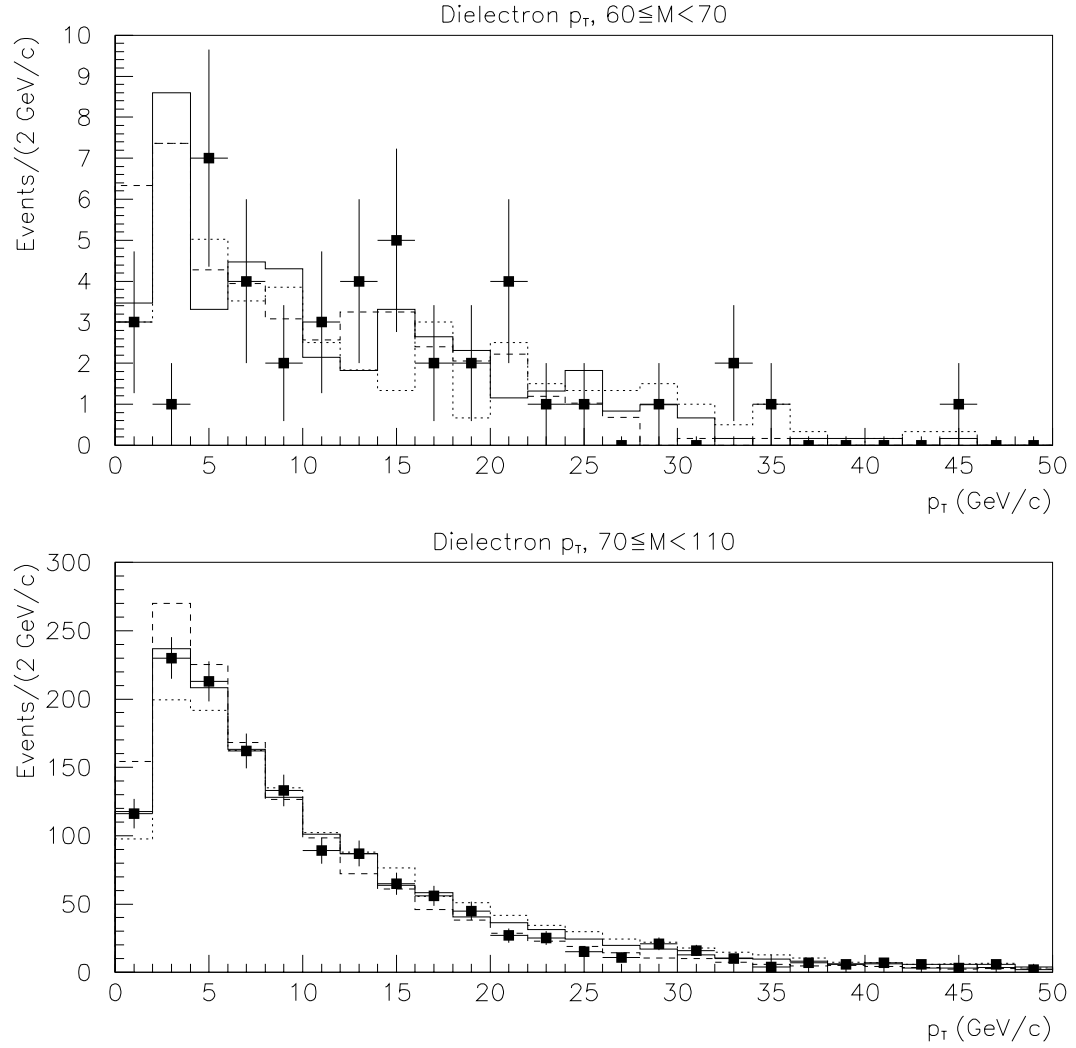 Dielectron p_T, 60≦M<70
Events/(2 GeV/c)
10
9
8
7
6
5
4
3
2
1
0
0 5 10 15 20 25 30 35 40 45 50
p_T (GeV/c)
Dielectron p_T, 70≦M<110
Events/(2 GeV/c)
300
250
200
150
100
50
0
0 5 10 15 20 25 30 35 40 45 50
p_T (GeV/c)